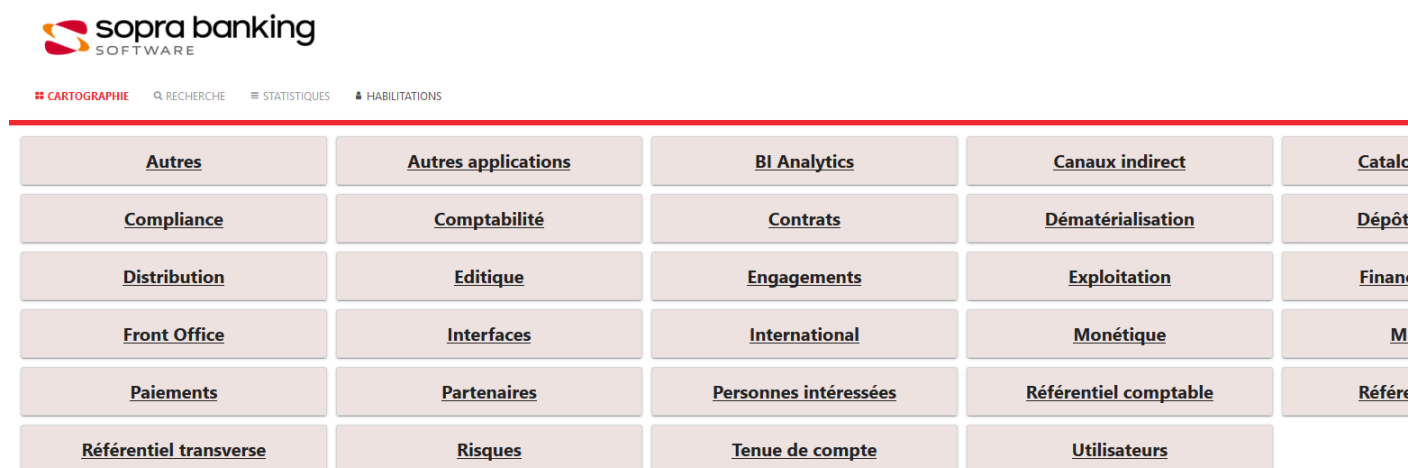 sopra banking
SOFTWARE
CARTOGRAPHIE RECHERCHE STATISTIQUES HABILITATIONS
Autres Autres applications BI Analytics Canaux indirect
Compliance Comptabilité Contrats Dématérialisation
Distribution Editique Engagements Exploitation
Front Office Interfaces International Monétique
Paiements Partenaires Personnes intéressées Référentiel comptable
Référentiel transverse Risques Tenue de compte Utilisateurs